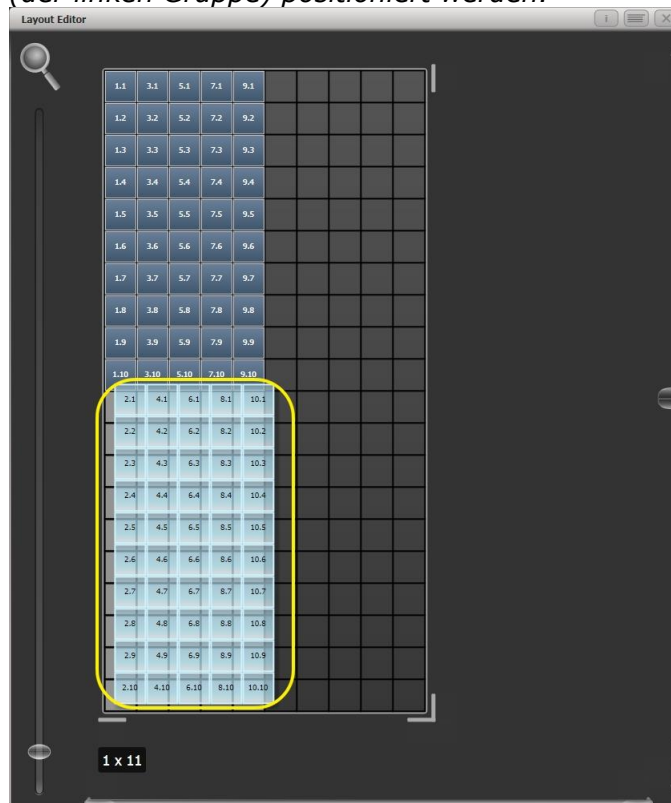 (der linken Gruppe) positioniert werden.
Layout Editor
1.1 3.1 5.1 7.1 9.1
1.2 3.2 5.2 7.2 9.2
1.3 3.3 5.3 7.3 9.3
1.4 3.4 5.4 7.4 9.4
1.5 3.5 5.5 7.5 9.5
1.6 3.6 5.6 7.6 9.6
1.7 3.7 5.7 7.7 9.7
1.8 3.8 5.8 7.8 9.8
1.9 3.9 5.9 7.9 9.9
1.10 3.10 5.10 7.10 9.10
2.1 4.1 6.1 8.1 10.1
2.2 4.2 6.2 8.2 10.2
2.3 4.3 6.3 8.3 10.3
2.4 4.4 6.4 8.4 10.4
2.5 4.5 6.5 8.5 10.5
2.6 4.6 6.6 8.6 10.6
2.7 4.7 6.7 8.7 10.7
2.8 4.8 6.8 8.8 10.8
2.9 4.9 6.9 8.9 10.9
2.10 4.10 6.10 8.10 10.10
1 x 11